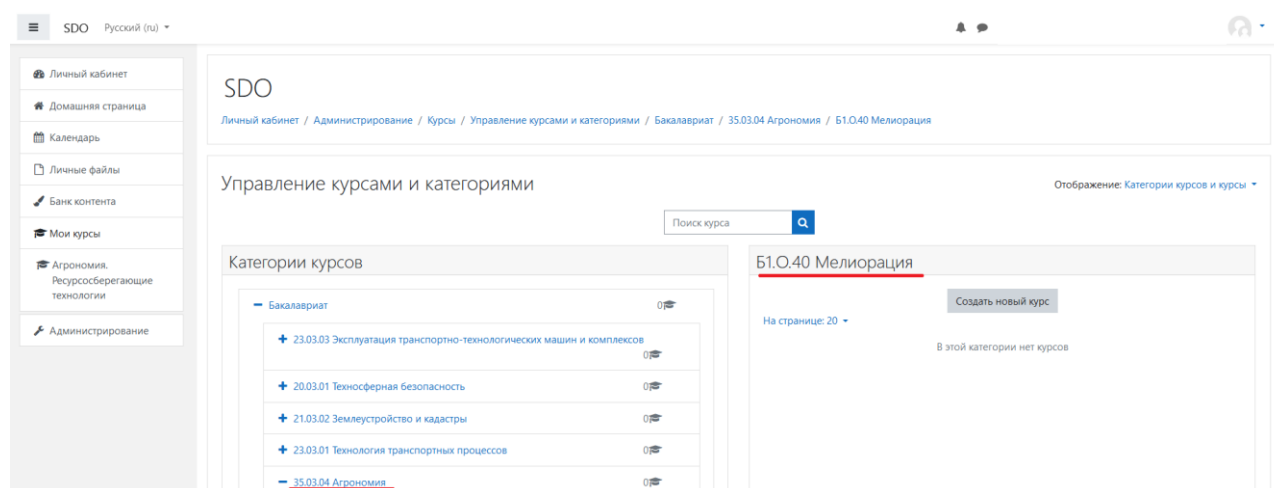 SDO Русский (ru)
Личный кабинет
Домашняя страница
Календарь
Личные файлы
Банк контента
Мои курсы
Агрономия.
Ресурсосберегающие
технологии
Администрирование
SDO
Личный кабинет / Администрирование / Курсы / Управление курсами и категориями / Бакалавриат / 35.03.04 Агрономия / Б1.О.40 Мелиорация
Управление курсами и категориями
Отображение: Категории курсов и курсы
Поиск курса
Категории курсов
Бакалавриат 0
23.03.03 Эксплуатация транспортно-технологических машин и комплексов
0
20.03.01 Техносферная безопасность 0
21.03.02 Землеустройство и кадастры 0
23.03.01 Технология транспортных процессов 0
35.03.04 Агрономия 0
Б1.О.40 Мелиорация
Создать новый курс
На странице: 20
В этой категории нет курсов